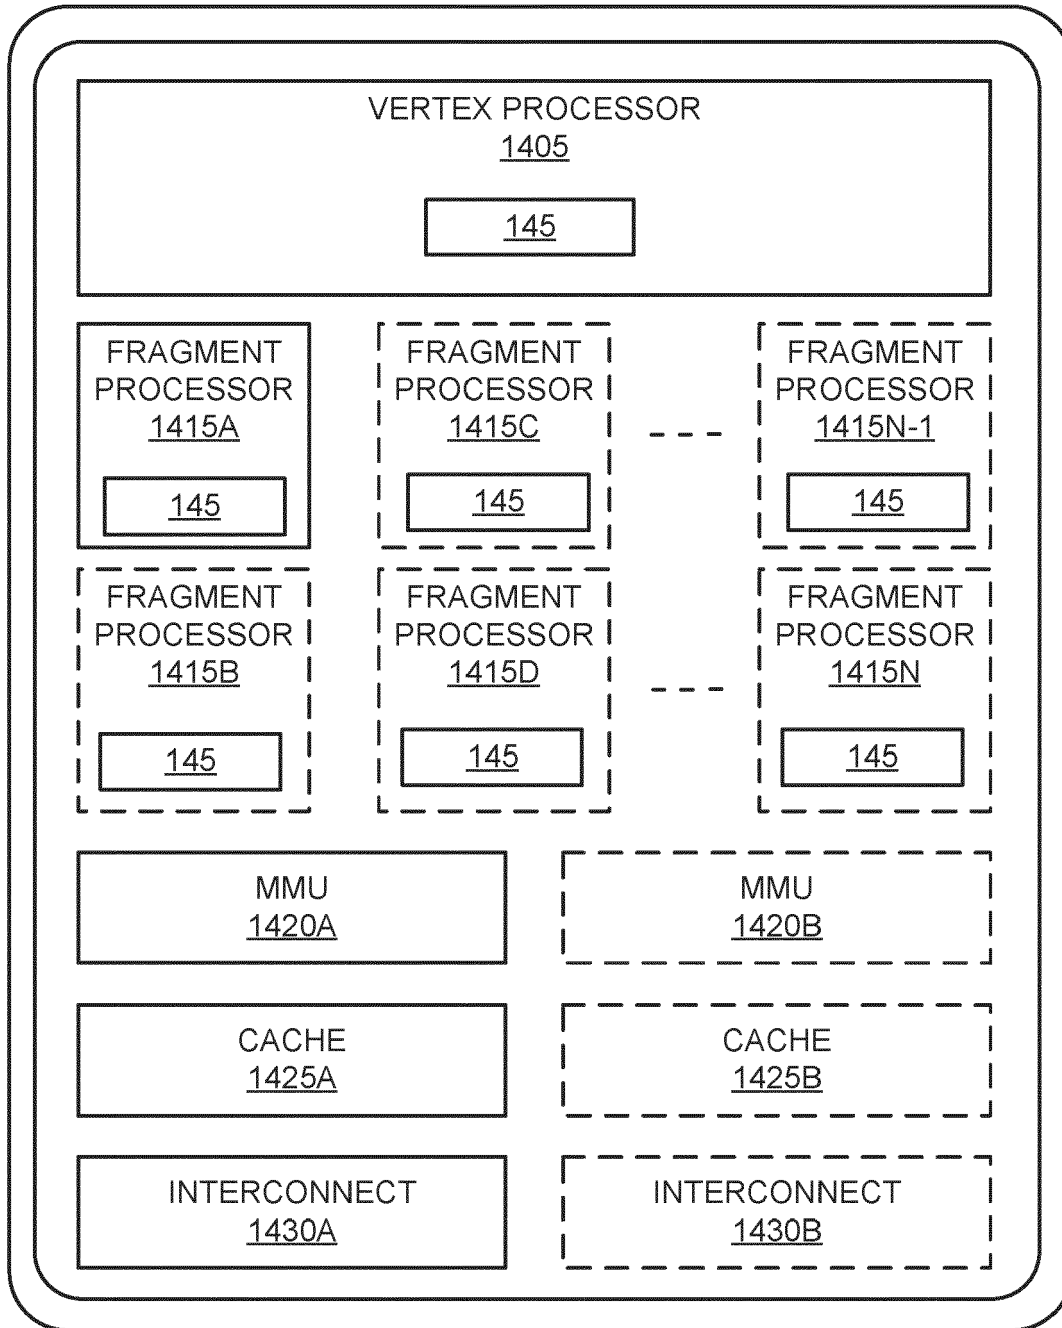 VERTEX PROCESSOR
1405
145
FRAGMENT
PROCESSOR
1415A
145
FRAGMENT
PROCESSOR
1415C
145
FRAGMENT
PROCESSOR
1415N-1
145
FRAGMENT
PROCESSOR
1415B
145
FRAGMENT
PROCESSOR
1415D
145
FRAGMENT
PROCESSOR
1415N
145
MMU
1420A
MMU
1420B
CACHE
1425A
CACHE
1425B
INTERCONNECT
1430A
INTERCONNECT
1430B